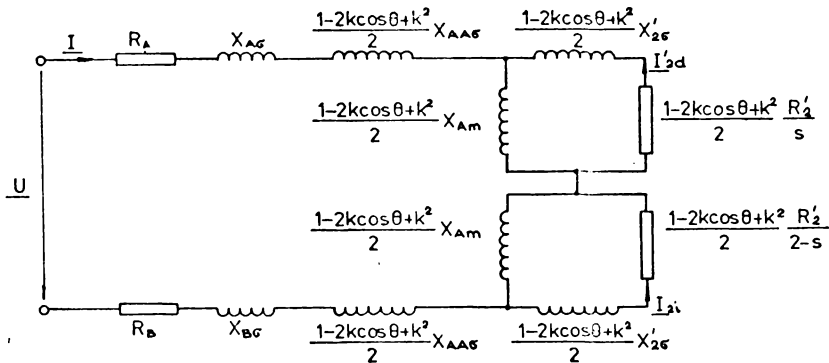 I R_A X_Aσ (1-2kcosθ+k²)/2 X_AAσ (1-2kcosθ+k²)/2 X'_2σ
I'_2d
(1-2kcosθ+k²)/2 X_Am (1-2kcosθ+k²)/2 R'_2/s
U
(1-2kcosθ+k²)/2 X_Am (1-2kcosθ+k²)/2 R'_2/(2-s)
I_2i
R_B X_Bσ (1-2kcosθ+k²)/2 X_AAσ (1-2kcosθ+k²)/2 X'_2σ